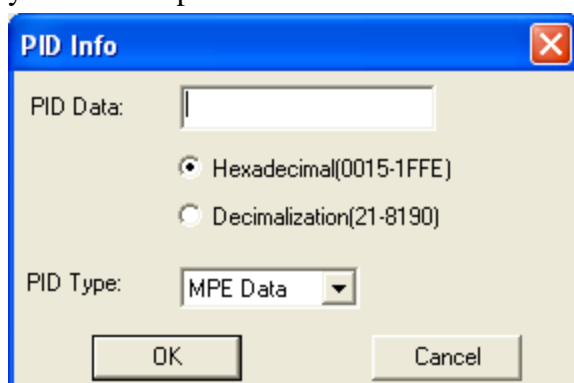 PID Info
PID Data:
Hexadecimal(0015-1FFE)
Decimalization(21-8190)
PID Type: MPE Data
OK Cancel